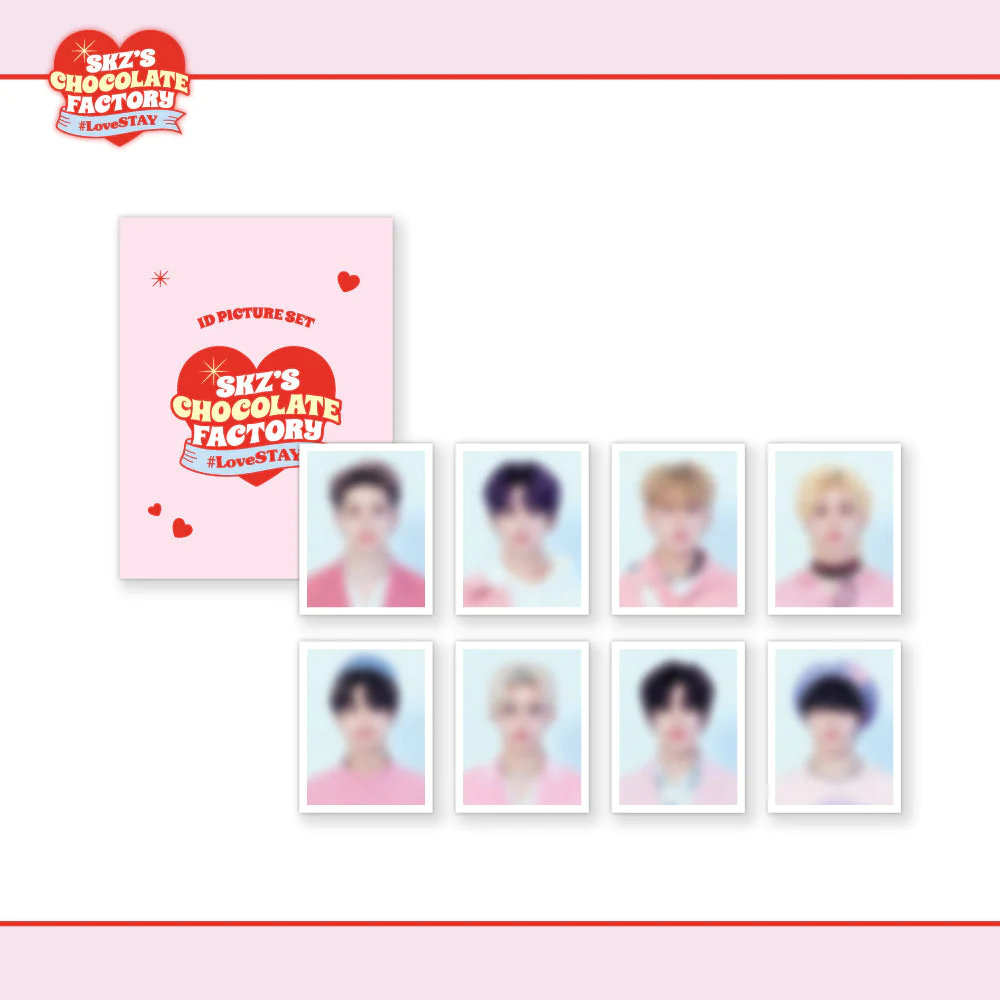 SKZ'S
CHOCOLATE
FACTORY
#LoveSTAY
ID PICTURE SET
SKZ'S
CHOCOLATE
FACTORY
#LoveSTAY